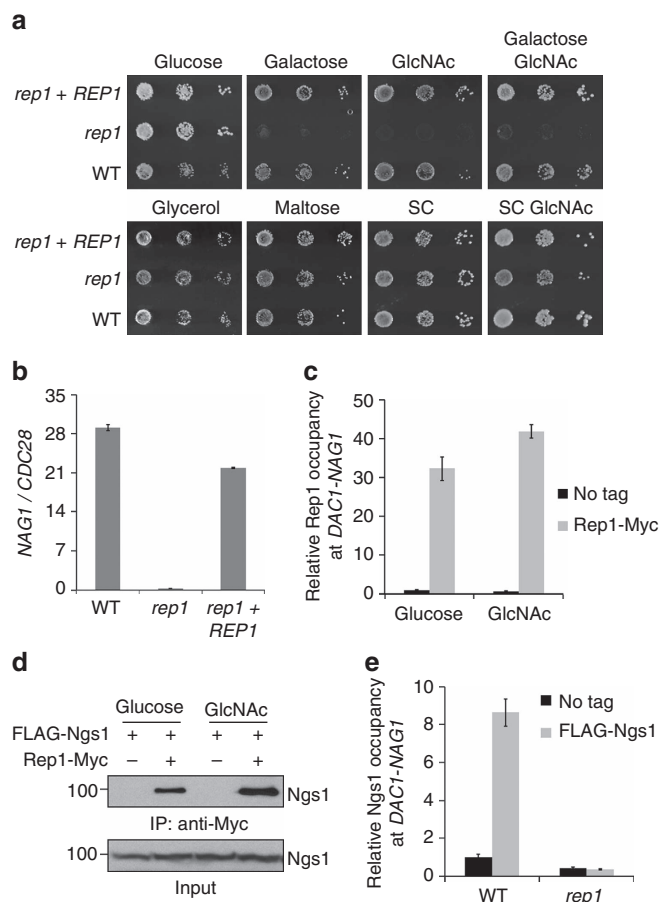 a
Glucose Galactose GlcNAc Galactose GlcNAc
rep1 + REP1
rep1
WT
Glycerol Maltose SC SC GlcNAc
rep1 + REP1
rep1
WT
b
NAG1 / CDC28
35
28
21
14
7
0
WT rep1 rep1 + REP1
c
Relative Rep1 occupancy
at DAC1-NAG1
50
40
30
20
10
0
Glucose GlcNAc
No tag
Rep1-Myc
d
Glucose GlcNAc
FLAG-Ngs1 + + + +
Rep1-Myc – + – +
100 Ngs1
IP: anti-Myc
100 Ngs1
Input
e
Relative Ngs1 occupancy
at DAC1-NAG1
10
8
6
4
2
0
WT rep1
No tag
FLAG-Ngs1